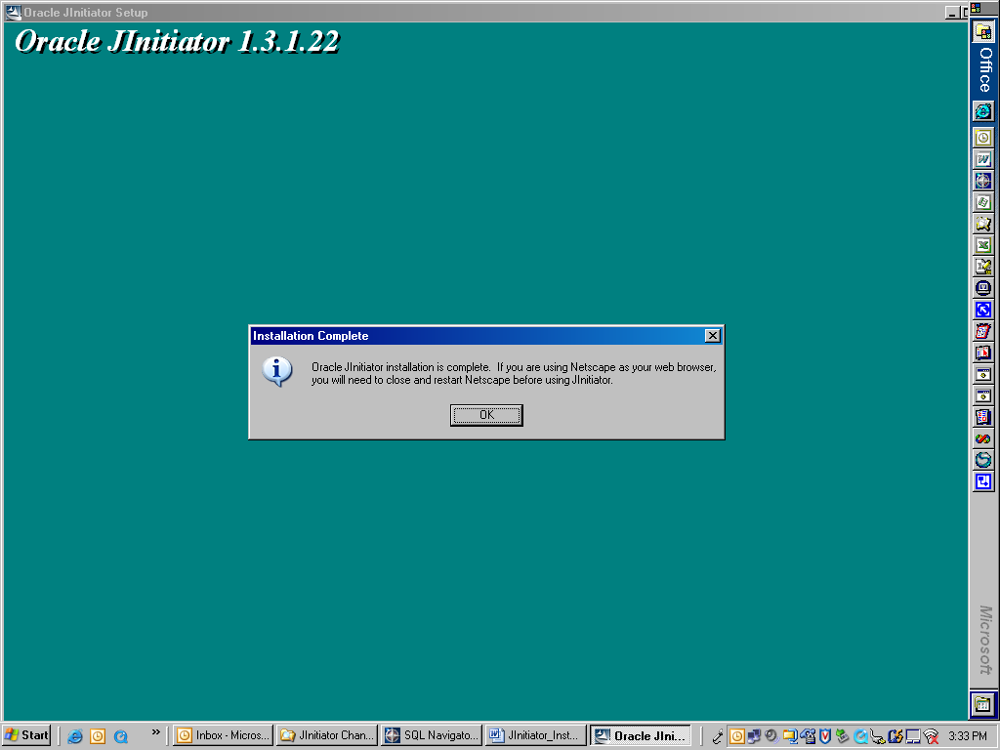 Oracle JInitiator Setup
Oracle JInitiator 1.3.1.22
Office
Installation Complete
Oracle JInitiator installation is complete. If you are using Netscape as your web browser,
you will need to close and restart Netscape before using JInitiator.
OK
Microsoft
Start
»
Inbox - Micros...
JInitiator Chan...
SQL Navigato...
JInitiator_Inst...
Oracle JIni...
3:33 PM